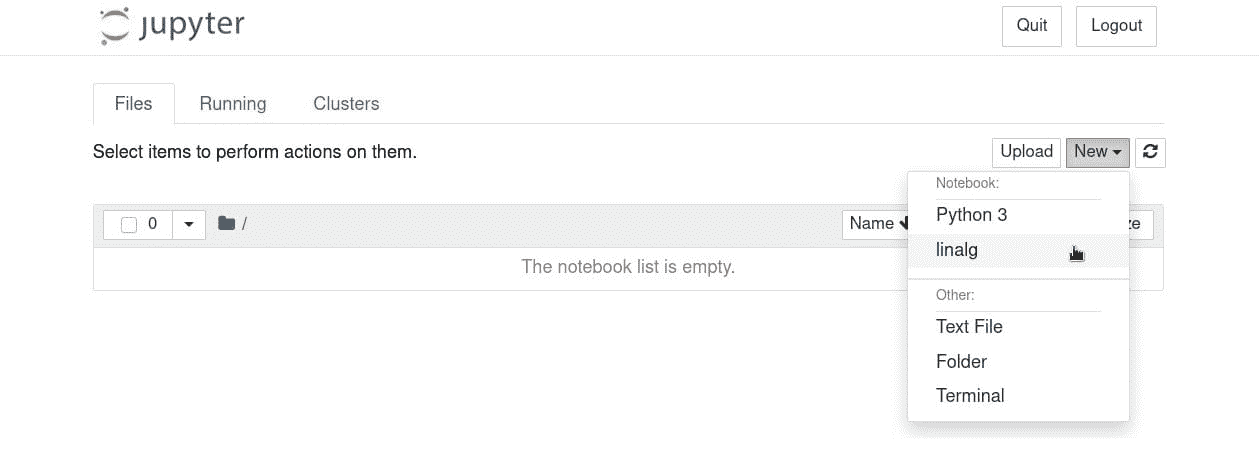 jupyter Quit Logout
Files Running Clusters
Select items to perform actions on them. Upload New
Notebook:
Python 3
0 / Name ze
linalg
The notebook list is empty.
Other:
Text File
Folder
Terminal